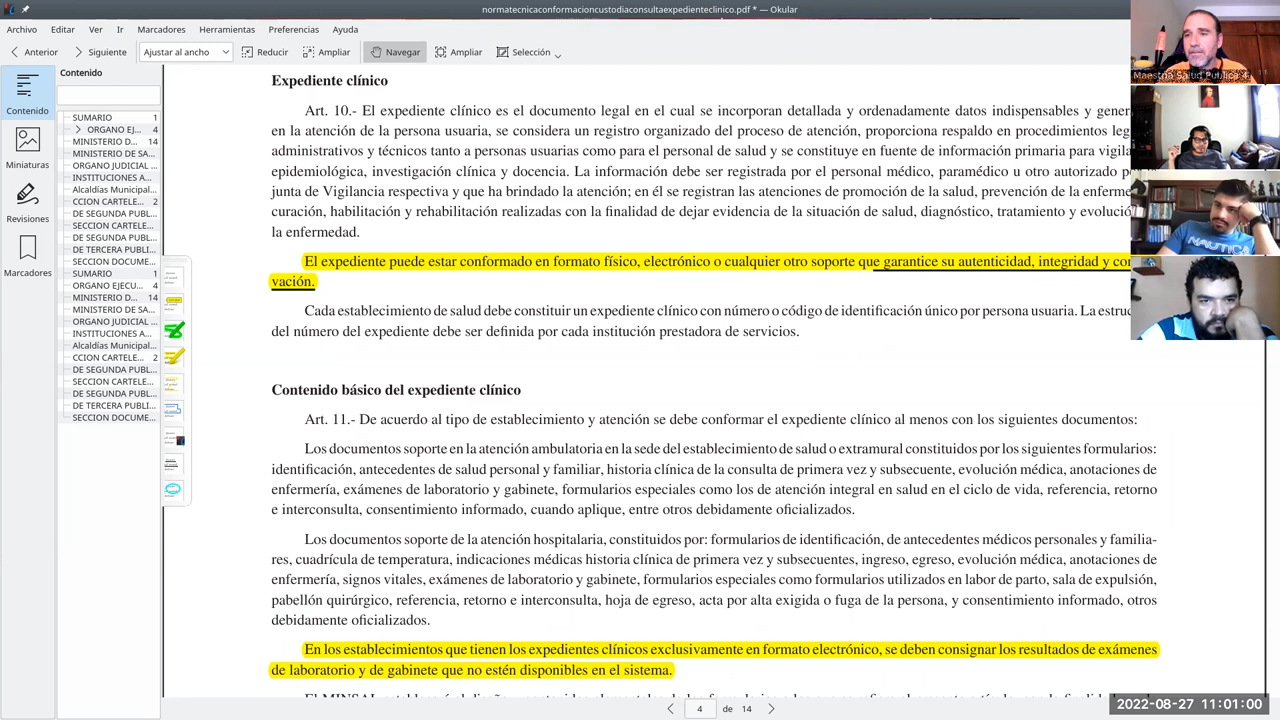 normatecnicaconformacioncustodiaconsultaexpedienteclinico.pdf * — Okular
Archivo Editar Ver Ir Marcadores Herramientas Preferencias Ayuda
Anterior Siguiente Ajustar al ancho Reducir Ampliar Navegar Ampliar Selección
Contenido
Contenido
Miniaturas
Revisiones
Marcadores
SUMARIO 1
ORGANO EJ... 4
MINISTERIO D... 14
MINISTERIO DE SA...
ORGANO JUDICIAL ...
INSTITUCIONES A...
Alcaldías Municipal...
CCION CARTELE... 2
DE SEGUNDA PUBL...
SECCION CARTELE...
DE SEGUNDA PUBL...
DE TERCERA PUBLI...
SECCION DOCUME...
SUMARIO 1
ORGANO EJECU... 4
MINISTERIO D... 14
MINISTERIO DE SA...
ORGANO JUDICIAL ...
INSTITUCIONES A...
Alcaldías Municipal...
CCION CARTELE... 2
DE SEGUNDA PUBL...
SECCION CARTELE...
DE SEGUNDA PUBL...
DE TERCERA PUBLI...
SECCION DOCUME...
Expediente clínico
Art. 10.- El expediente clínico es el documento legal en el cual se incorporan detallada y ordenadamente datos indispensables y gener
en la atención de la persona usuaria, se considera un registro organizado del proceso de atención, proporciona respaldo en procedimientos leg
administrativos y técnicos tanto a personas usuarias como para el personal de salud y se constituye en fuente de información primaria para vigila
epidemiológica, investigación clínica y docencia. La información debe ser registrada por el personal médico, paramédico u otro autorizado p
junta de Vigilancia respectiva y que ha brindado la atención; en él se registran las atenciones de promoción de la salud, prevención de la enferme
curación, habilitación y rehabilitación realizadas con la finalidad de dejar evidencia de la situación de salud, diagnóstico, tratamiento y evolució
la enfermedad.
El expediente puede estar conformado en formato físico, electrónico o cualquier otro soporte que garantice su autenticidad, integridad y con
vación.
Cada establecimiento de salud debe constituir un expediente clínico con número o código de identificación único por persona usuaria. La estruc
del número del expediente debe ser definida por cada institución prestadora de servicios.
Contenido básico del expediente clínico
Art. 11.- De acuerdo al tipo de establecimiento y atención se debe conformar el expediente clínico al menos con los siguientes documentos:
Los documentos soporte en la atención ambulatoria en la sede del establecimiento de salud o extramural constituidos por los siguientes formularios:
identificación, antecedentes de salud personal y familiar, historia clínica de la consulta de primera vez y subsecuente, evolución médica, anotaciones de
enfermería, exámenes de laboratorio y gabinete, formularios especiales como los de atención integral en salud en el ciclo de vida, referencia, retorno
e interconsulta, consentimiento informado, cuando aplique, entre otros debidamente oficializados.
Los documentos soporte de la atención hospitalaria, constituidos por: formularios de identificación, de antecedentes médicos personales y familia-
res, cuadrícula de temperatura, indicaciones médicas historia clínica de primera vez y subsecuentes, ingreso, egreso, evolución médica, anotaciones de
enfermería, signos vitales, exámenes de laboratorio y gabinete, formularios especiales como formularios utilizados en labor de parto, sala de expulsión,
pabellón quirúrgico, referencia, retorno e interconsulta, hoja de egreso, acta por alta exigida o fuga de la persona, y consentimiento informado, otros
debidamente oficializados.
En los establecimientos que tienen los expedientes clínicos exclusivamente en formato electrónico, se deben consignar los resultados de exámenes
de laboratorio y de gabinete que no estén disponibles en el sistema.
4 de 14
Maestria Salud Publica 4
2022-08-27 11:01:00